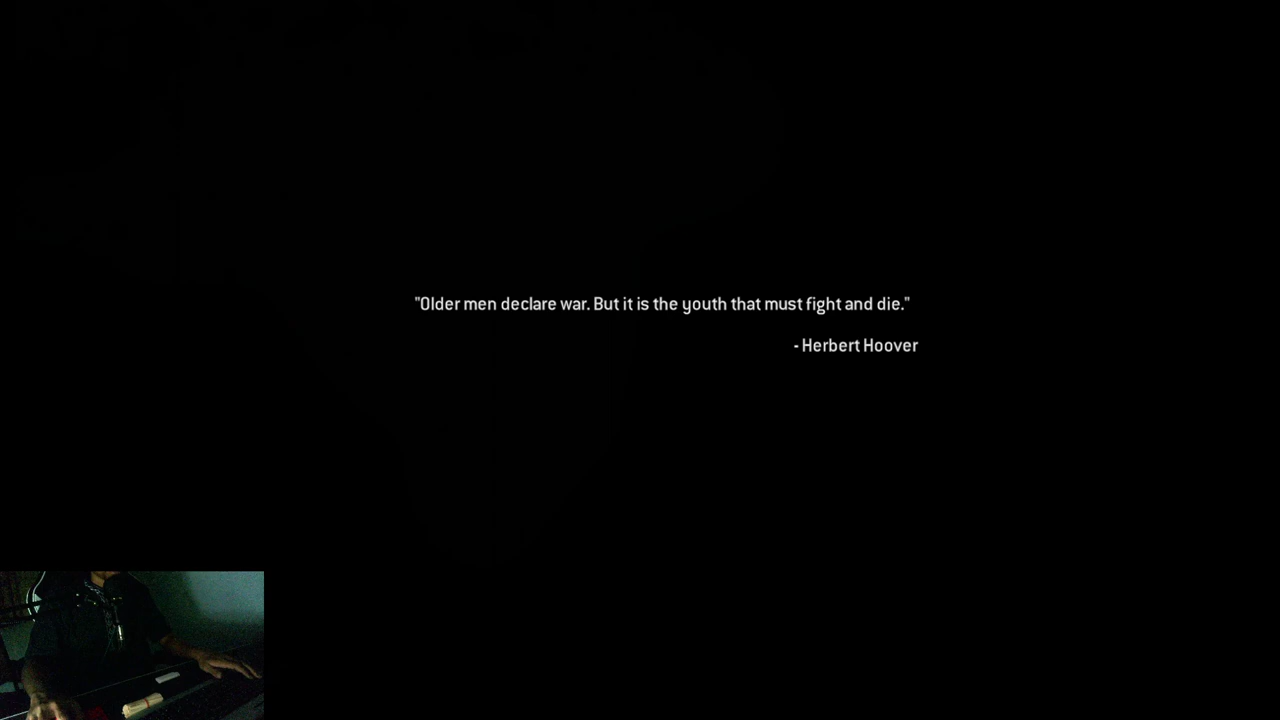 "Older men declare war. But it is the youth that must fight and die."
- Herbert Hoover